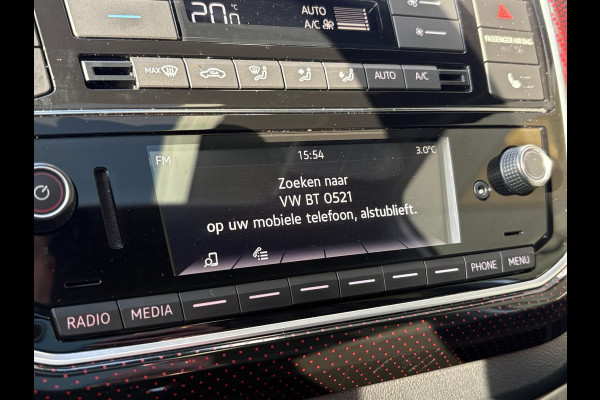 20.0
AUTO
A/C
PASSENGER AIR BAG
MAX
AUTO
A/C
FM
15:54
3.0°C
Zoeken naar
VW BT 0521
op uw mobiele telefoon, alstublieft.
RADIO
MEDIA
PHONE
MENU